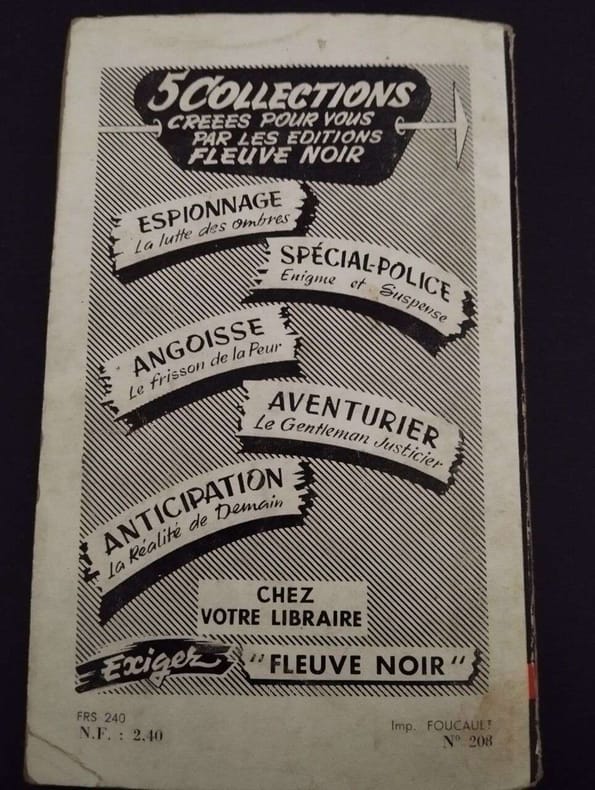 5 COLLECTIONS
CREEES POUR VOUS
PAR LES EDITIONS
FLEUVE NOIR
ESPIONNAGE
La lutte des ombres
SPÉCIAL-POLICE
Enigme et Suspense
ANGOISSE
Le frisson de la Peur
AVENTURIER
Le Gentleman Justicier
ANTICIPATION
La Réalité de Demain
CHEZ
VOTRE LIBRAIRE
Exigez "FLEUVE NOIR"
FRS 240
N.F. : 2.40
Imp. FOUCAULT
Nº 208